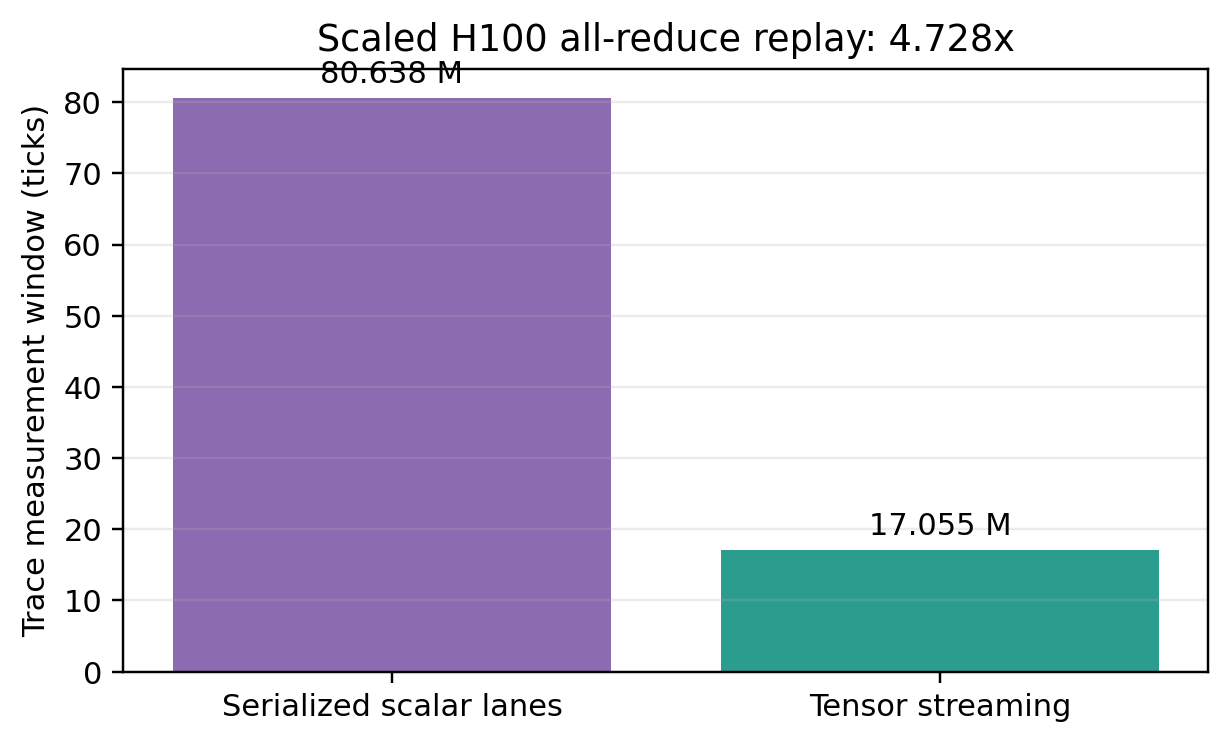 Scaled H100 all-reduce replay: 4.728x
80.638 M
17.055 M
Trace measurement window (ticks)
80
70
60
50
40
30
20
10
0
Serialized scalar lanes
Tensor streaming